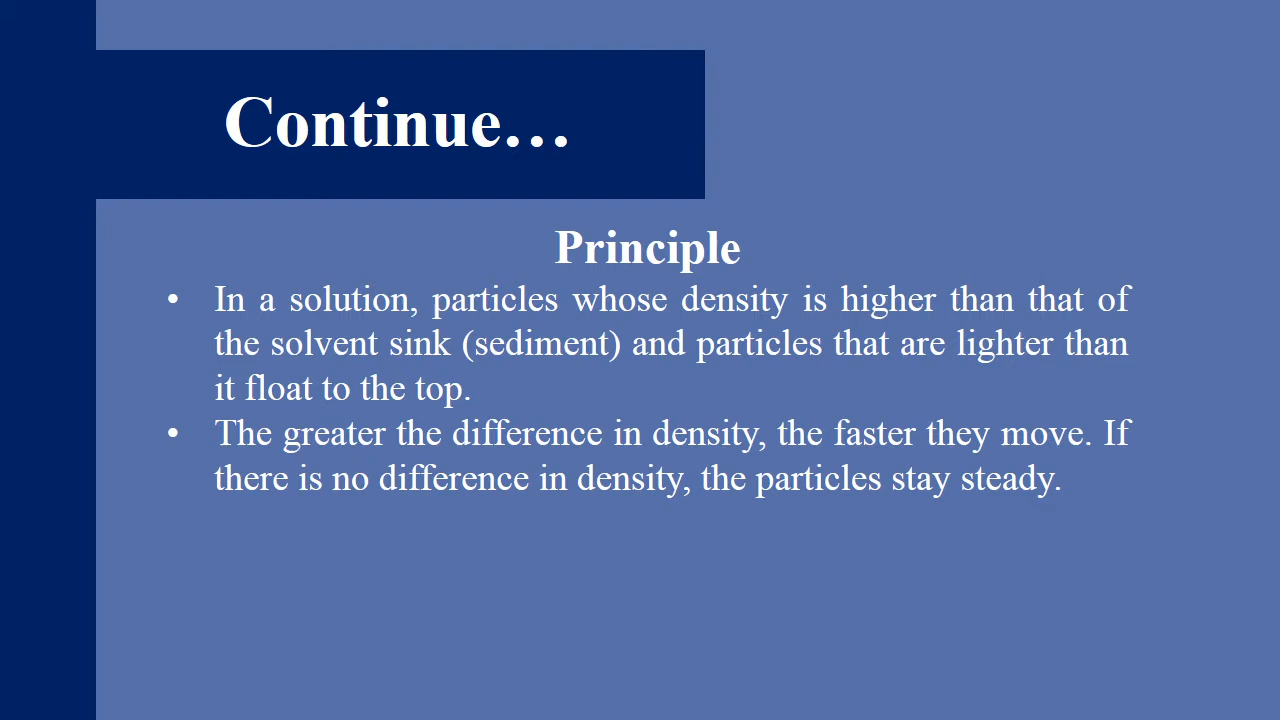 Continue…
Principle
• In a solution, particles whose density is higher than that of
the solvent sink (sediment) and particles that are lighter than
it float to the top.
• The greater the difference in density, the faster they move. If
there is no difference in density, the particles stay steady.